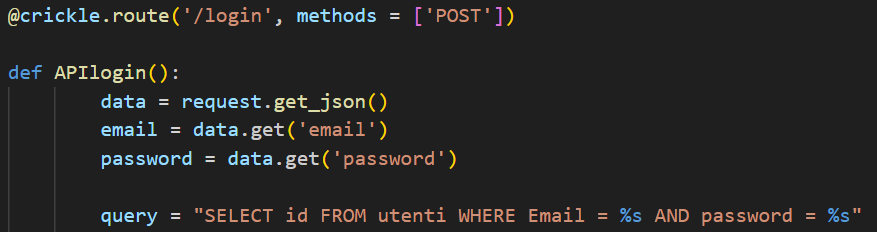 @crickle.route('/login', methods = ['POST'])
def APIlogin():
data = request.get_json()
email = data.get('email')
password = data.get('password')
query = "SELECT id FROM utenti WHERE Email = %s AND password = %s"